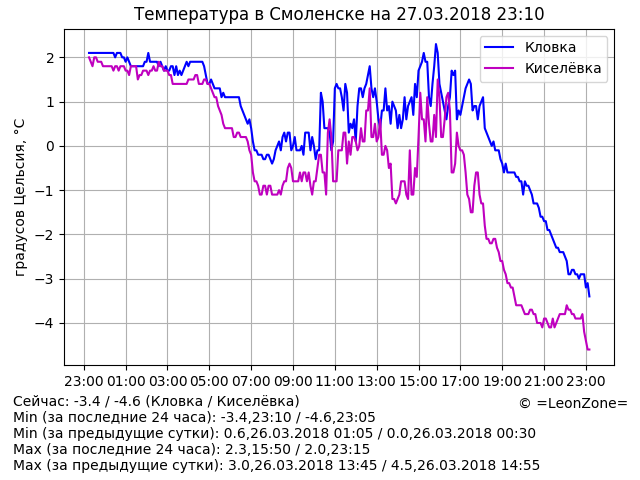 Температура в Смоленске на 27.03.2018 23:10
Кловка
Киселёвка
градусов Цельсия, °C
2
1
0
−1
−2
−3
−4
23:00 01:00 03:00 05:00 07:00 09:00 11:00 13:00 15:00 17:00 19:00 21:00 23:00
Сейчас: -3.4 / -4.6 (Кловка / Киселёвка)
© =LeonZone=
Min (за последние 24 часа): -3.4,23:10 / -4.6,23:05
Min (за предыдущие сутки): 0.6,26.03.2018 01:05 / 0.0,26.03.2018 00:30
Max (за последние 24 часа): 2.3,15:50 / 2.0,23:15
Max (за предыдущие сутки): 3.0,26.03.2018 13:45 / 4.5,26.03.2018 14:55